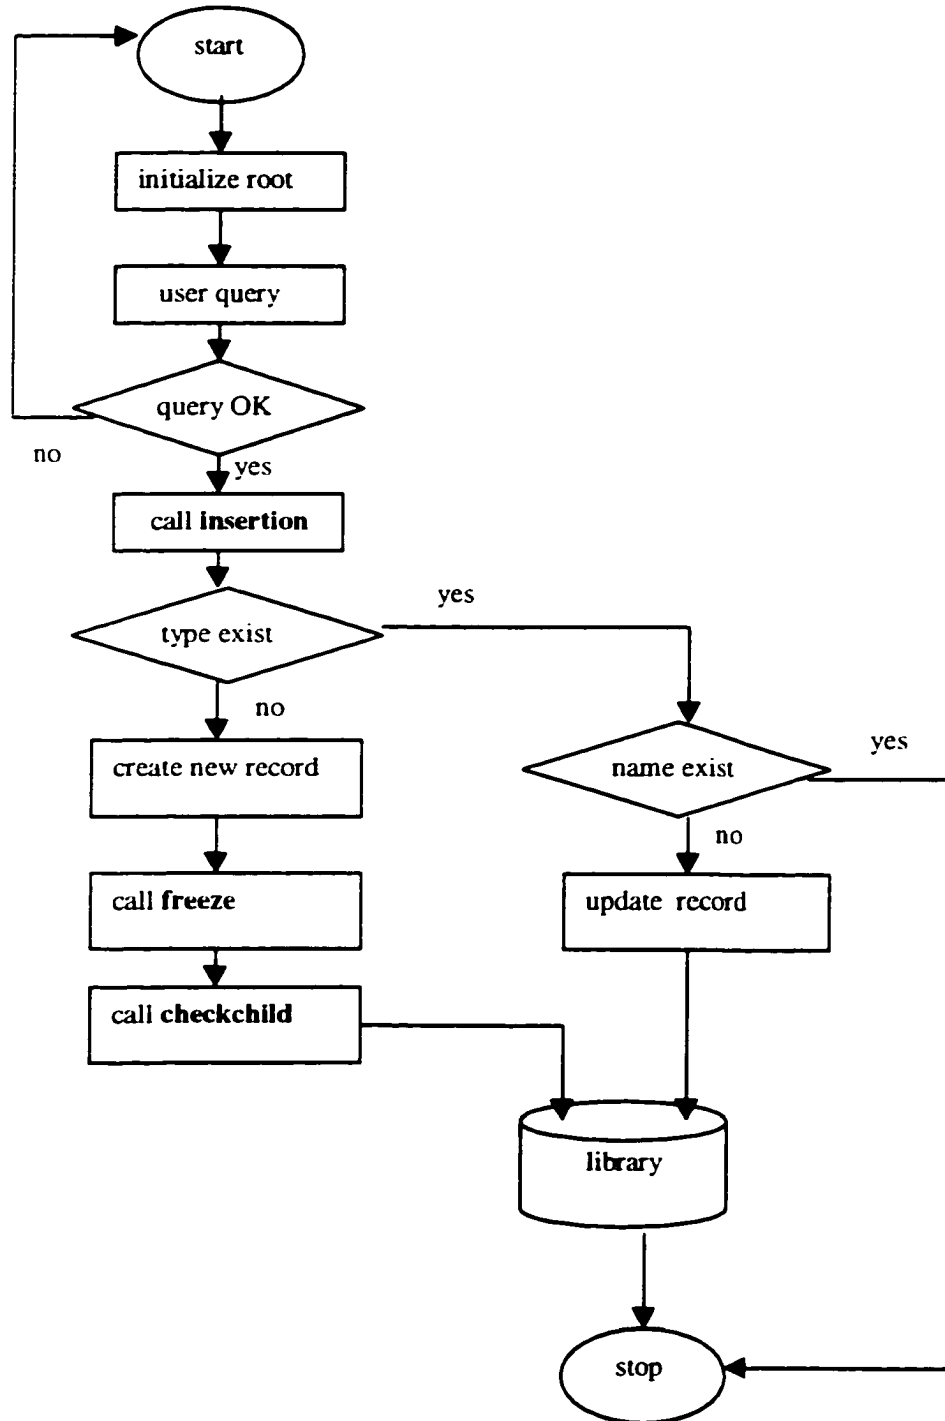 start
initialize root
user query
query OK
no
yes
call insertion
type exist
yes
no
create new record
name exist
yes
no
call freeze
update record
call checkchild
library
stop